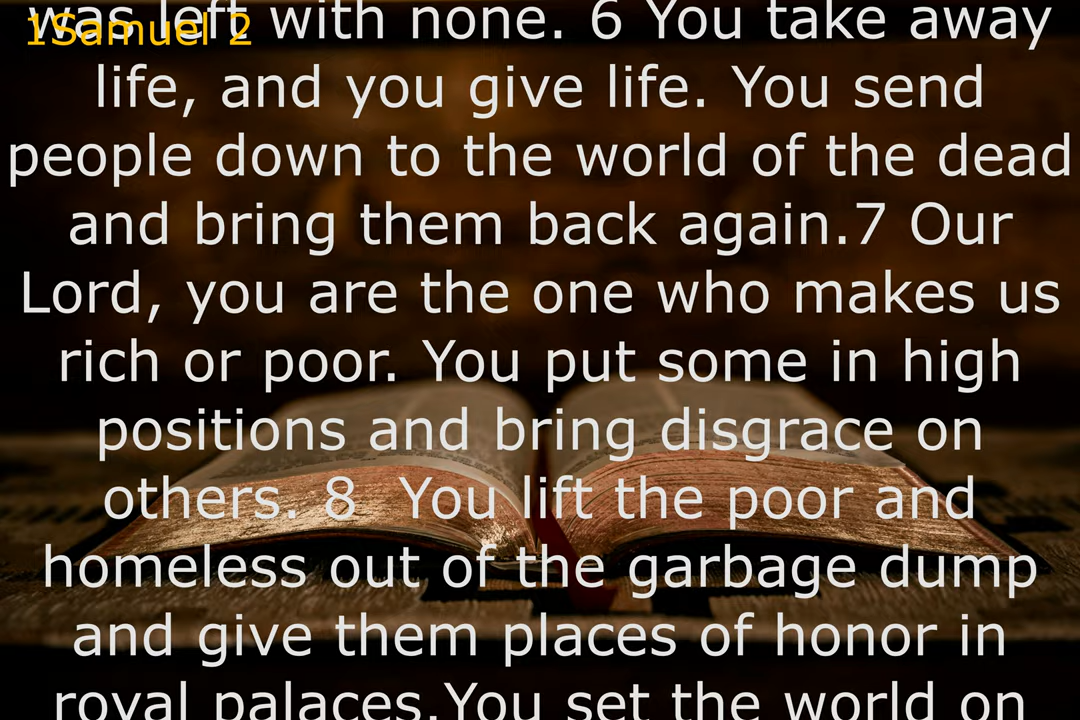 1Samuel 2
was left with none. 6 You take away
life, and you give life. You send
people down to the world of the dead
and bring them back again.7 Our
Lord, you are the one who makes us
rich or poor. You put some in high
positions and bring disgrace on
others. 8 You lift the poor and
homeless out of the garbage dump
and give them places of honor in
royal palaces.You set the world on